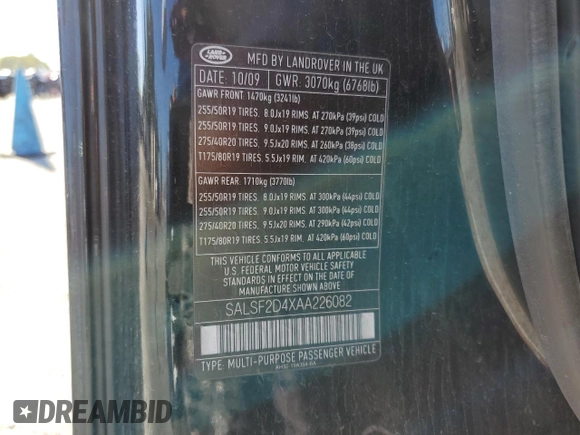 LAND
ROVER
MFD BY LANDROVER IN THE UK
DATE: 10/09 GWR: 3070kg (6768lb)
GAWR FRONT: 1470kg (3241lb)
255/50R19 TIRES. 8.0Jx19 RIMS. AT 270kPa (39psi) COLD
255/50R19 TIRES. 9.0Jx19 RIMS. AT 270kPa (39psi) COLD
275/40R20 TIRES. 9.5Jx20 RIMS. AT 260kPa (38psi) COLD
T175/80R19 TIRES. 5.5Jx19 RIM. AT 420kPa (60psi) COLD
GAWR REAR: 1710kg (3770lb)
255/50R19 TIRES. 8.0Jx19 RIMS. AT 300kPa (44psi) COLD
255/50R19 TIRES. 9.0Jx19 RIMS. AT 300kPa (44psi) COLD
275/40R20 TIRES. 9.5Jx20 RIMS. AT 290kPa (42psi) COLD
T175/80R19 TIRES. 5.5Jx19 RIM. AT 420kPa (60psi) COLD
THIS VEHICLE CONFORMS TO ALL APPLICABLE
U.S. FEDERAL MOTOR VEHICLE SAFETY
STANDARDS IN EFFECT ON THE DATE OF
MANUFACTURE SHOWN ABOVE
SALSF2D4XAA226082
TYPE: MULTI-PURPOSE PASSENGER VEHICLE
DREAMBID